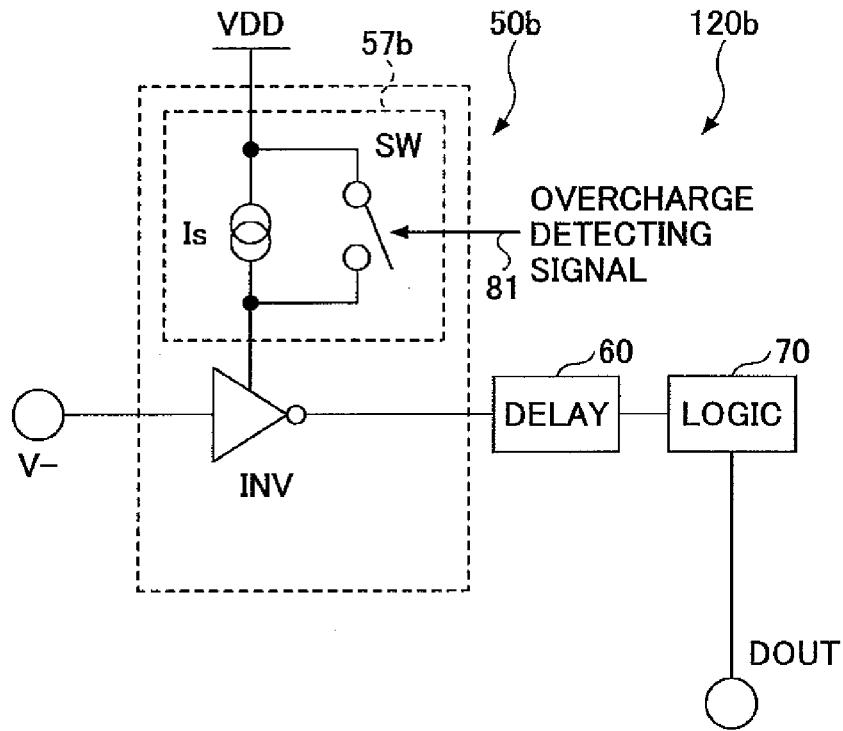 VDD
57b
50b
120b
SW
Is
OVERCHARGE
DETECTING
SIGNAL
81
60
70
DELAY
LOGIC
V-
INV
DOUT